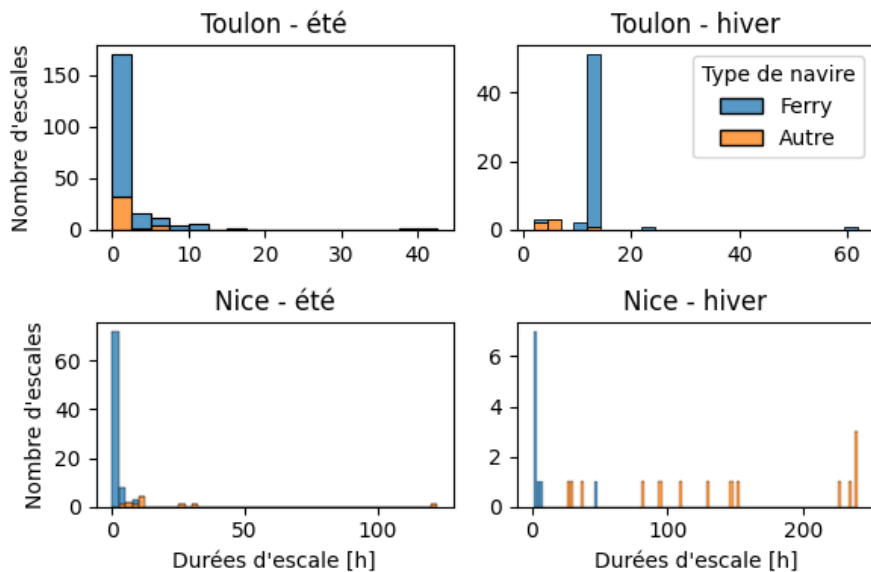 Toulon - été
Toulon - hiver
Nombre d'escales
150
100
50
0
0
10
20
30
40
40
20
0
0
20
40
60
Type de navire
Ferry
Autre
Nice - été
Nice - hiver
Nombre d'escales
60
40
20
0
0
50
100
Durées d'escale [h]
6
4
2
0
0
100
200
Durées d'escale [h]